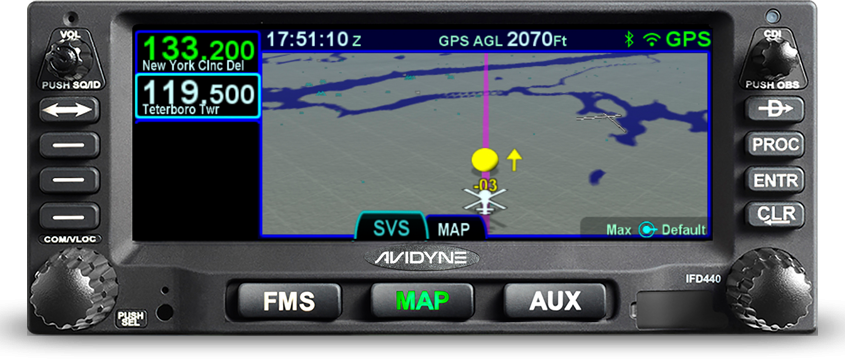 VOL
PUSH SQ/ID
133.200
New York Clnc Del
119.500
Teterboro Twr
17:51:10 Z
GPS AGL 2070Ft
GPS
-03
SVS
MAP
Max
Default
COM/VLOC
PUSH
SEL
AVIDYNE
FMS
MAP
AUX
CDI
PUSH OBS
D
PROC
ENTR
CLR
IFD440